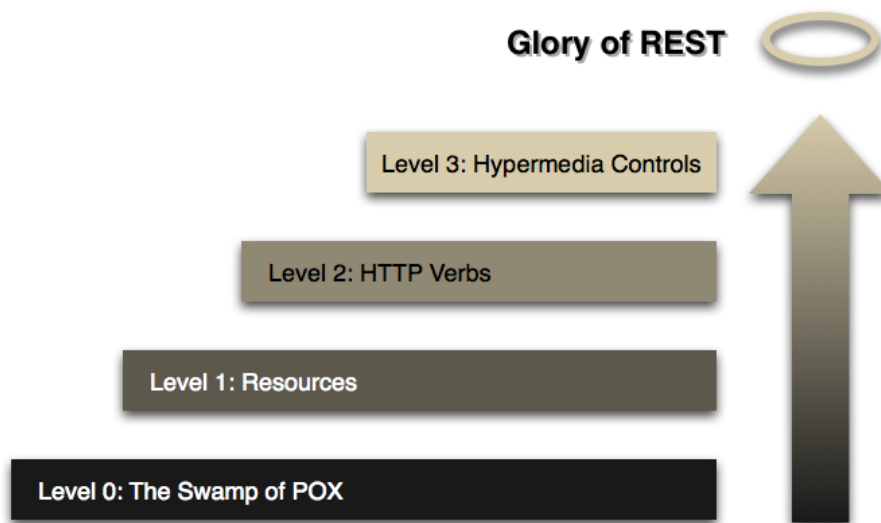 Glory of REST
Level 3: Hypermedia Controls
Level 2: HTTP Verbs
Level 1: Resources
Level 0: The Swamp of POX